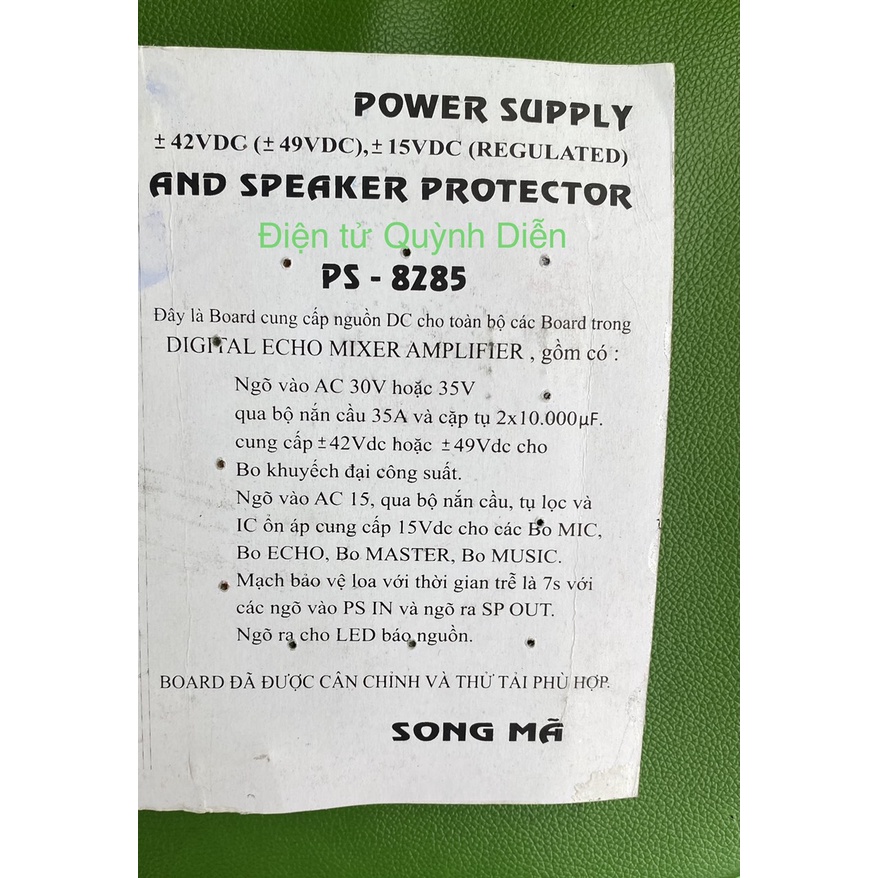 POWER SUPPLY
± 42VDC (± 49VDC), ± 15VDC (REGULATED)
AND SPEAKER PROTECTOR
Điện tử Quỳnh Diễn
PS - 8285
Đây là Board cung cấp nguồn DC cho toàn bộ các Board trong
DIGITAL ECHO MIXER AMPLIFIER , gồm có :
Ngõ vào AC 30V hoặc 35V
qua bộ nắn cầu 35A và cặp tụ 2x10.000µF.
cung cấp ±42Vdc hoặc ±49Vdc cho
Bo khuyếch đại công suất.
Ngõ vào AC 15, qua bộ nắn cầu, tụ lọc và
IC ổn áp cung cấp 15Vdc cho các Bo MIC,
Bo ECHO, Bo MASTER, Bo MUSIC.
Mạch bảo vệ loa với thời gian trễ là 7s với
các ngõ vào PS IN và ngõ ra SP OUT.
Ngõ ra cho LED báo nguồn.
BOARD ĐÃ ĐƯỢC CÂN CHỈNH VÀ THỬ TẢI PHÙ HỢP.
SONG MÃ